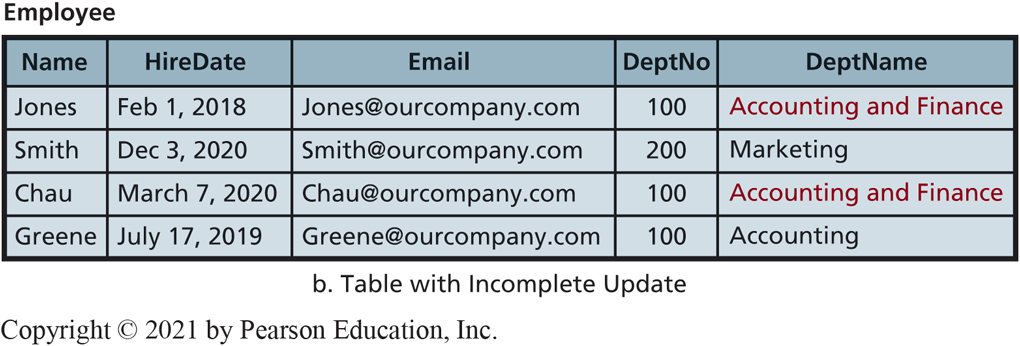 Employee
Name HireDate Email DeptNo DeptName
Jones Feb 1, 2018 Jones@ourcompany.com 100 Accounting and Finance
Smith Dec 3, 2020 Smith@ourcompany.com 200 Marketing
Chau March 7, 2020 Chau@ourcompany.com 100 Accounting and Finance
Greene July 17, 2019 Greene@ourcompany.com 100 Accounting
b. Table with Incomplete Update
Copyright © 2021 by Pearson Education, Inc.